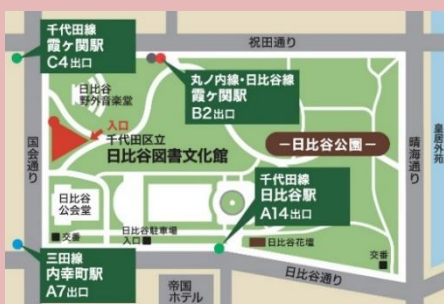 千代田線
霞ヶ関駅
C4出口
祝田通り
丸ノ内線・日比谷線
霞ヶ関駅
B2出口
日比谷
野外音楽堂
入口
千代田区立
日比谷図書文化館
日比谷公園
国会通り
晴海通り
皇居外苑
千代田線
日比谷駅
A14出口
日比谷
公会堂
交番
日比谷駐車場
入口
日比谷花壇
交番
三田線
内幸町駅
A7出口
帝国
ホテル
日比谷通り